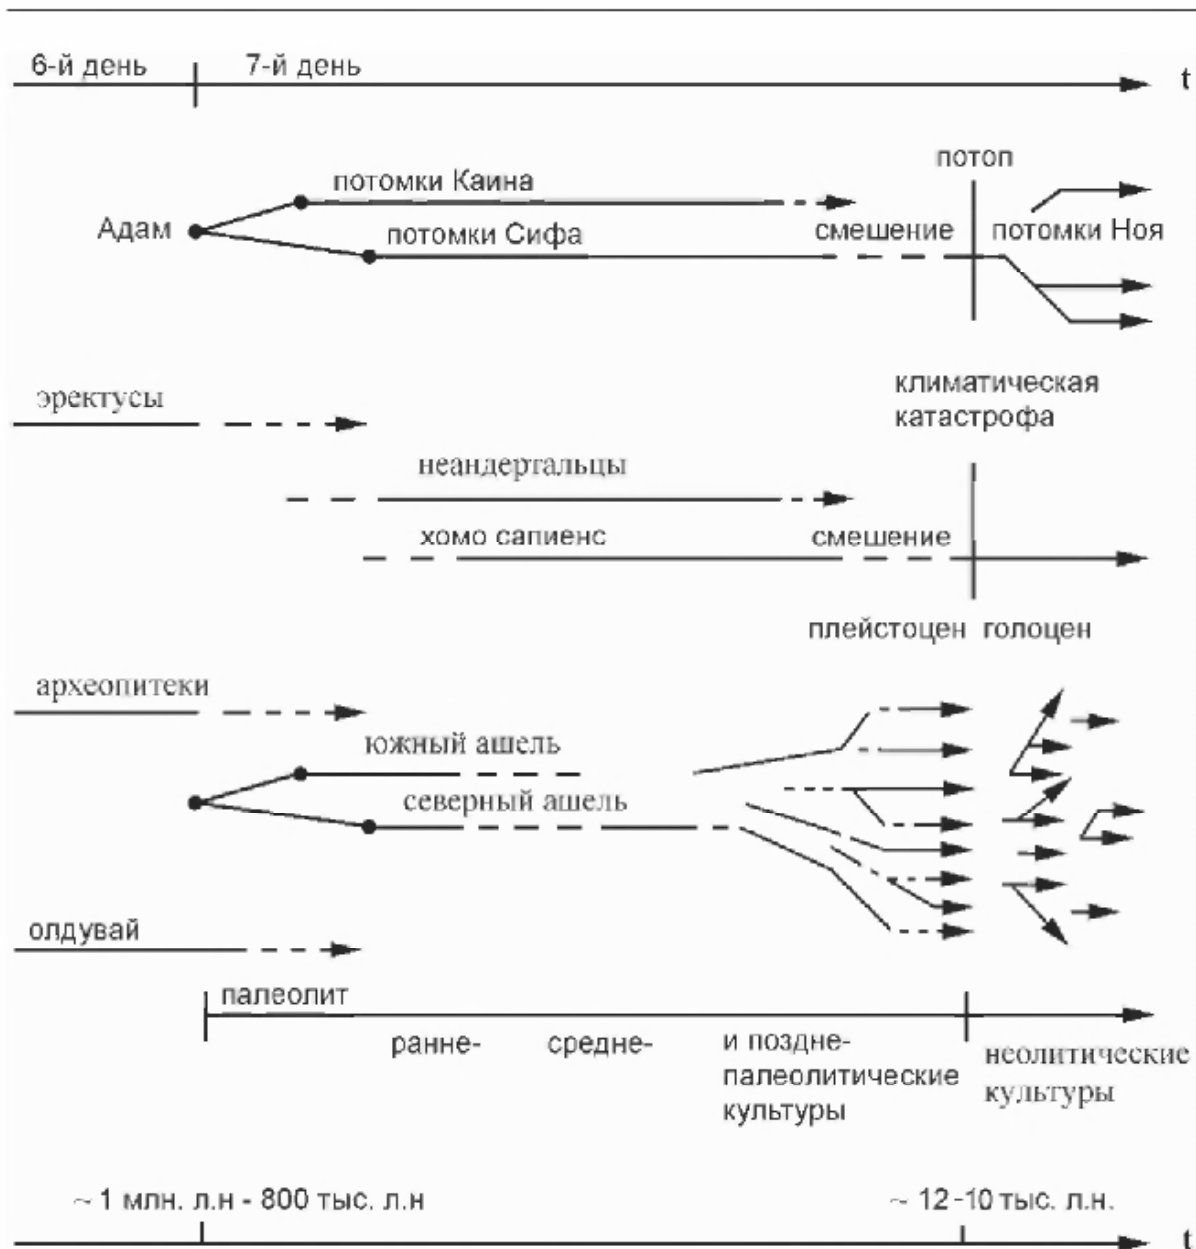 6-й день
7-й день
t
потоп
потомки Каина
Адам
потомки Сифа
смешение
потомки Ноя
климатическая
катастрофа
эректусы
неандертальцы
хомо сапиенс
смешение
плейстоцен голоцен
археопитеки
южный ашель
северный ашель
олдувай
палеолит
ранне-
средне-
и поздне-
палеолитические
культуры
неолитические
культуры
~ 1 млн. л.н - 800 тыс. л.н
~ 12-10 тыс. л.н.
t